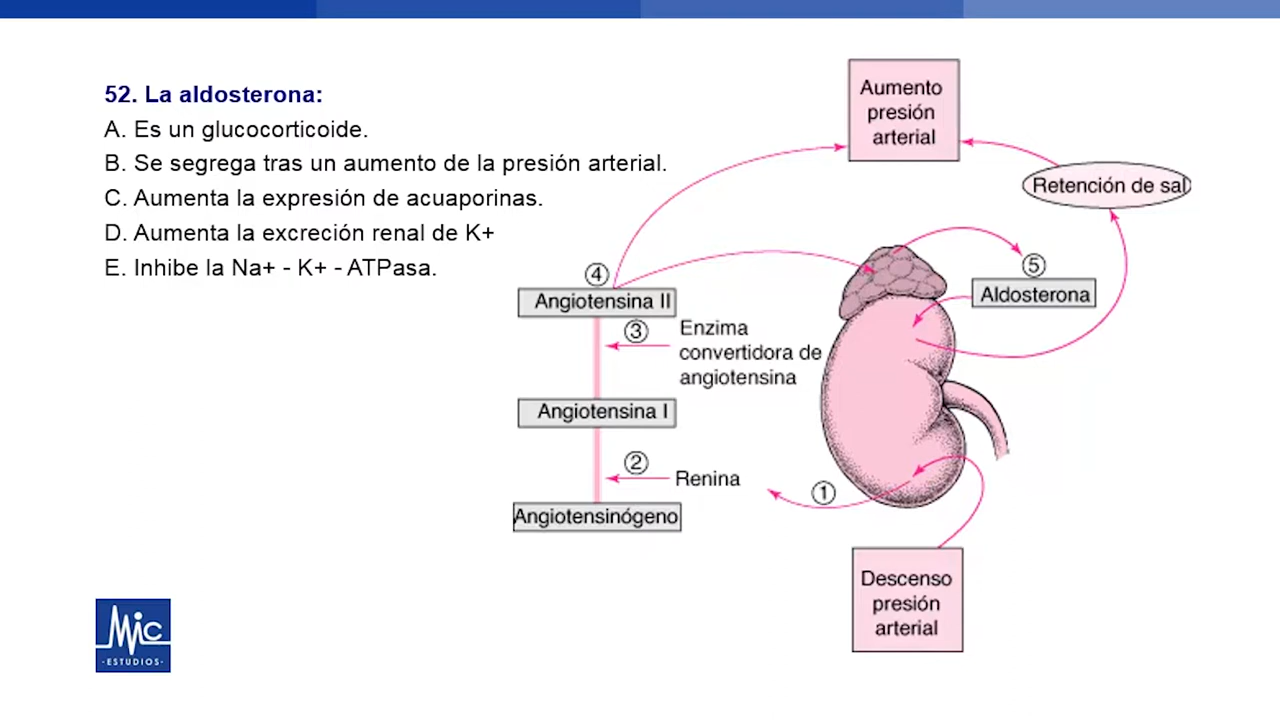 52. La aldosterona:
A. Es un glucocorticoide.
B. Se segrega tras un aumento de la presión arterial.
C. Aumenta la expresión de acuaporinas.
D. Aumenta la excreción renal de K+
E. Inhibe la Na+ - K+ - ATPasa.
Aumento
presión
arterial
Retención de sal
5
Aldosterona
4
Angiotensina II
3
Enzima
convertidora de
angiotensina
Angiotensina I
2
Renina
1
Angiotensinógeno
Descenso
presión
arterial
Mic
·ESTUDIOS·